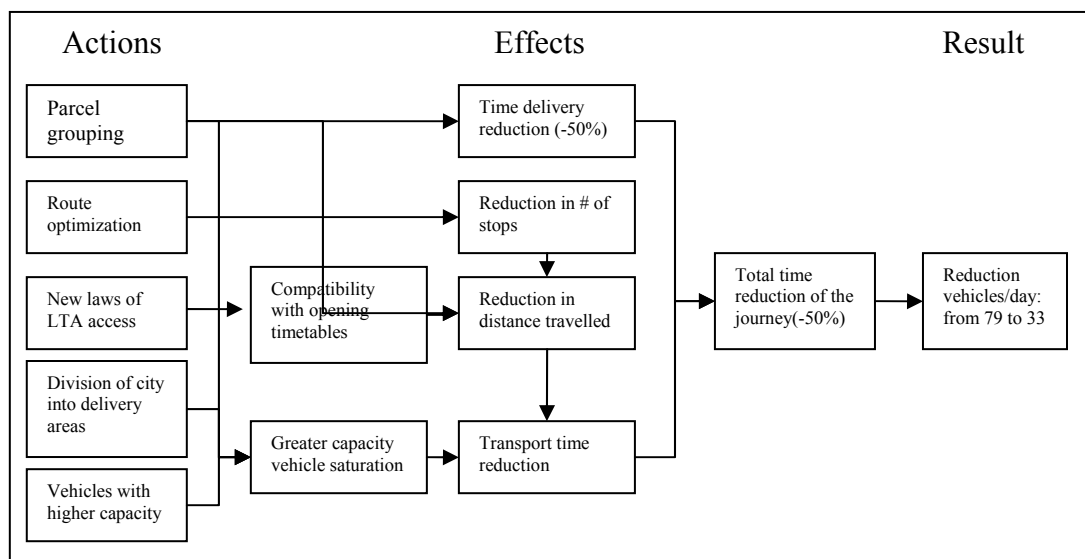 Actions
Effects
Result
Parcel
grouping
Time delivery
reduction (-50%)
Route
optimization
Reduction in # of
stops
New laws of
LTA access
Compatibility
with opening
timetables
Reduction in
distance travelled
Total time
reduction of the
journey(-50%)
Reduction
vehicles/day:
from 79 to 33
Division of city
into delivery
areas
Greater capacity
vehicle saturation
Transport time
reduction
Vehicles with
higher capacity